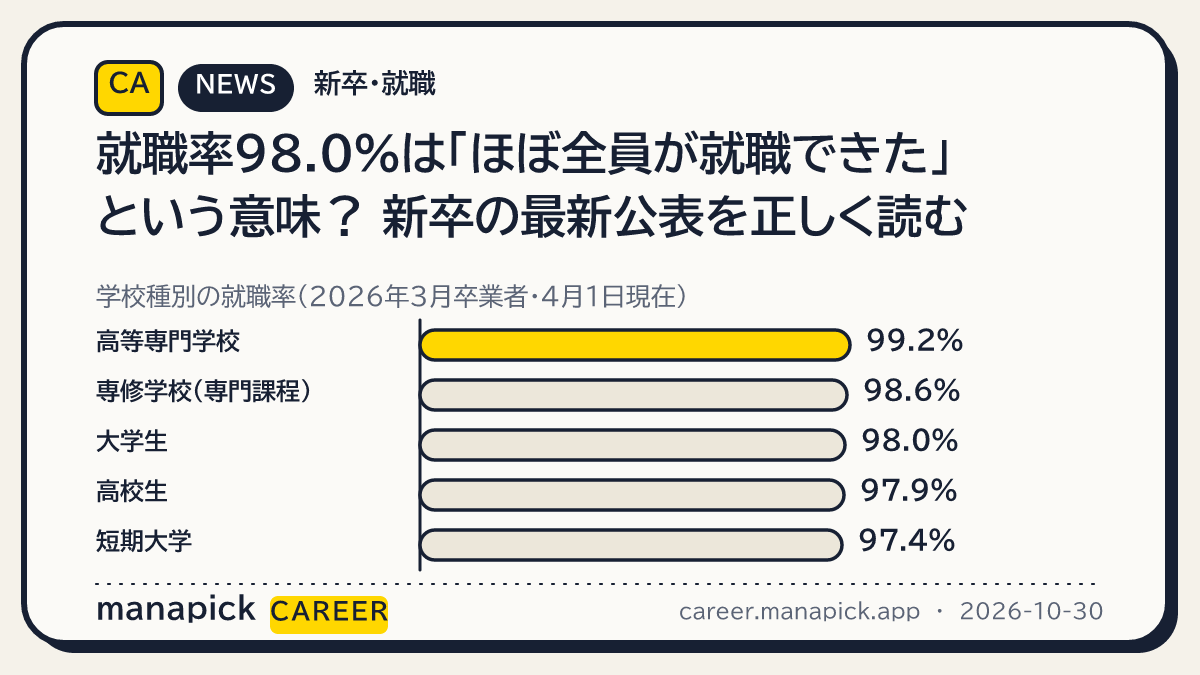 CA NEWS 新卒・就職
就職率98.0%は「ほぼ全員が就職できた」
という意味？ 新卒の最新公表を正しく読む
学校種別の就職率（2026年3月卒業者・4月1日現在）
高等専門学校 99.2%
専修学校（専門課程） 98.6%
大学生 98.0%
高校生 97.9%
短期大学 97.4%
manapick CAREER career.manapick.app ・ 2026-10-30